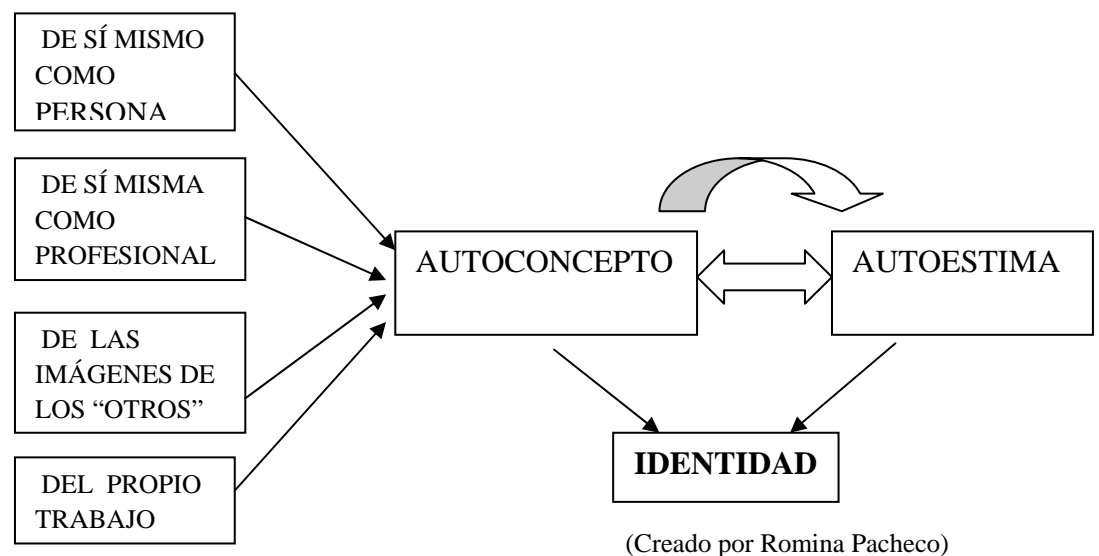 DE SÍ MISMO
COMO
PERSONA
DE SÍ MISMA
COMO
PROFESIONAL
DE LAS
IMÁGENES DE
LOS “OTROS”
DEL PROPIO
TRABAJO
AUTOCONCEPTO
AUTOESTIMA
IDENTIDAD
(Creado por Romina Pacheco)